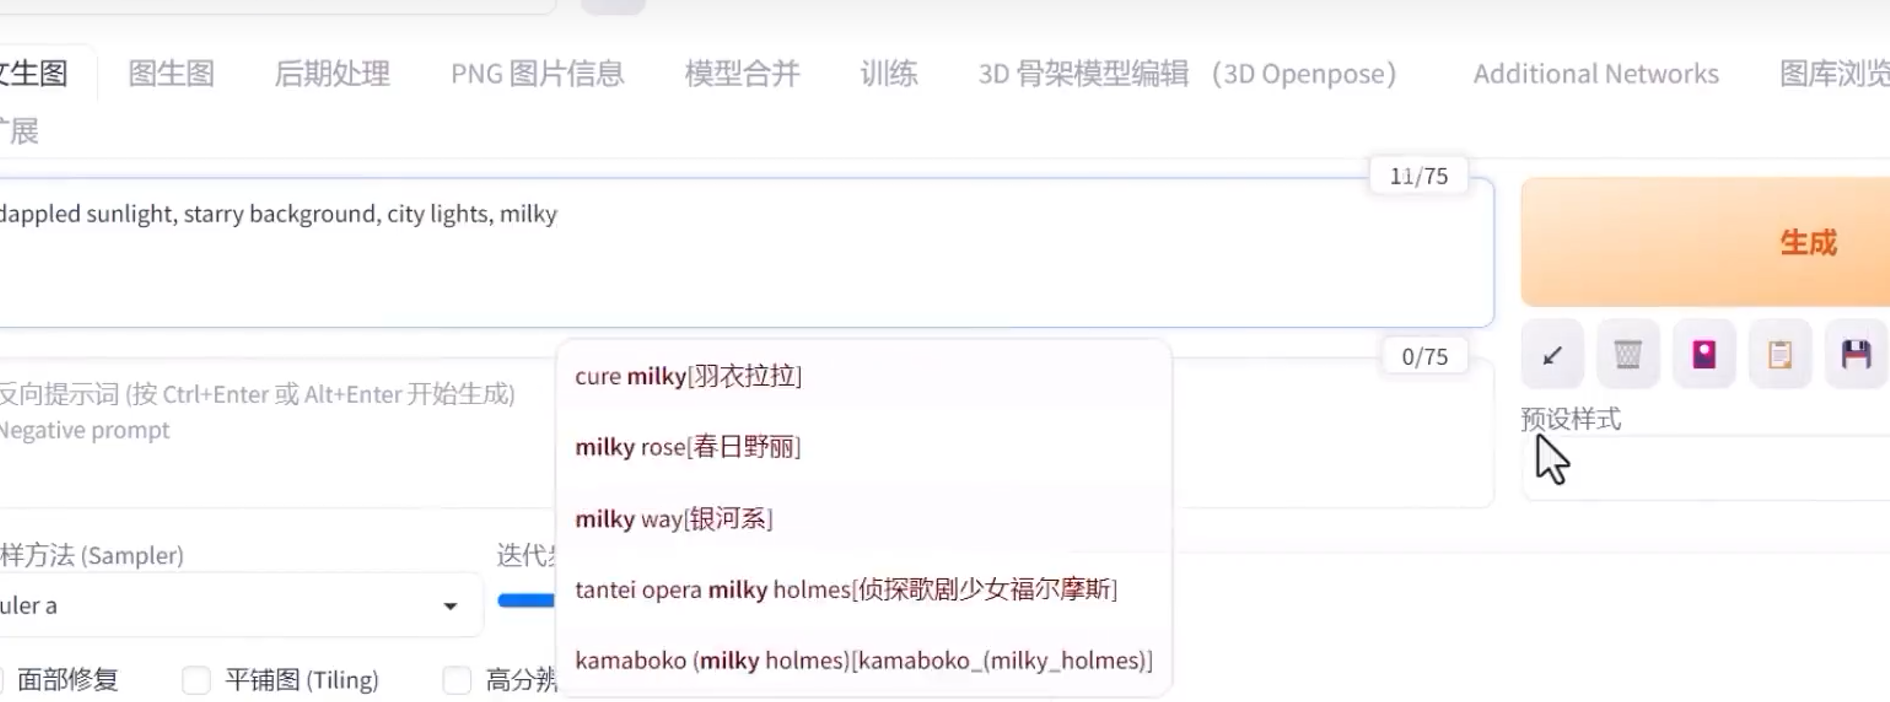 文生图 图生图 后期处理 PNG 图片信息 模型合并 训练 3D 骨架模型编辑 （3D Openpose） Additional Networks 图库浏览
扩展
11/75
dappled sunlight, starry background, city lights, milky
生成
0/75
反向提示词 (按 Ctrl+Enter 或 Alt+Enter 开始生成)
Negative prompt
cure milky[羽衣拉拉]
milky rose[春日野丽]
milky way[银河系]
tantei opera milky holmes[侦探歌剧少女福尔摩斯]
kamaboko (milky holmes)[kamaboko_(milky_holmes)]
预设样式
样方法 (Sampler)
迭代步
uler a
面部修复 平铺图 (Tiling) 高分辨